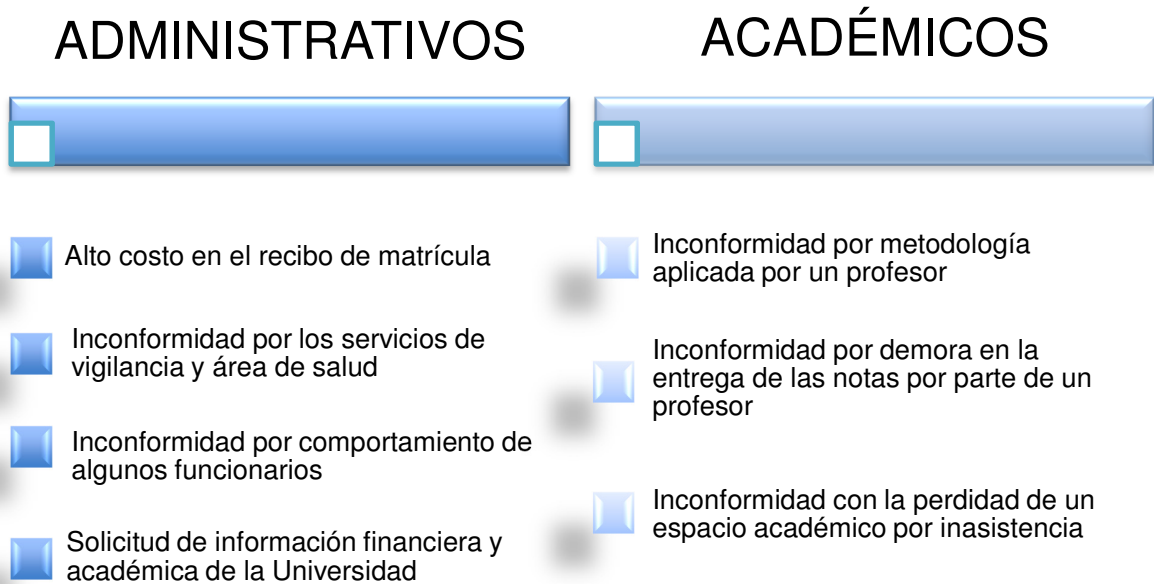 ADMINISTRATIVOS
Alto costo en el recibo de matrícula
Inconformidad por los servicios de
vigilancia y área de salud
Inconformidad por comportamiento de
algunos funcionarios
Solicitud de información financiera y
académica de la Universidad
ACADÉMICOS
Inconformidad por metodología
aplicada por un profesor
Inconformidad por demora en la
entrega de las notas por parte de un
profesor
Inconformidad con la perdidad de un
espacio académico por inasistencia